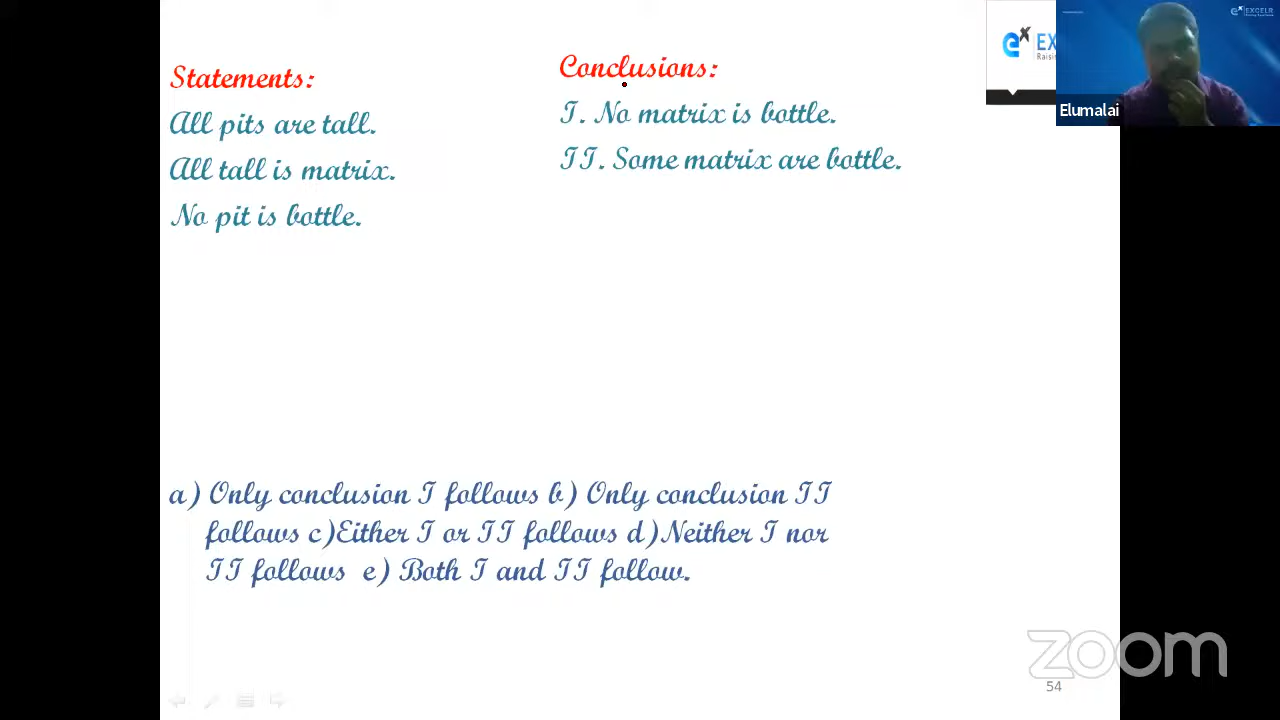 Statements:
All pits are tall.
All tall is matrix.
No pit is bottle.
Conclusions:
I. No matrix is bottle.
II. Some matrix are bottle.
a) Only conclusion I follows b) Only conclusion II
follows c)Either I or II follows d)Neither I nor
II follows e) Both I and II follow.
Elumalai
EXCELR
zoom
54